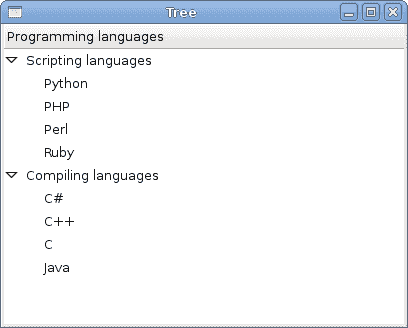 Tree
Programming languages
Scripting languages
Python
PHP
Perl
Ruby
Compiling languages
C#
C++
C
Java